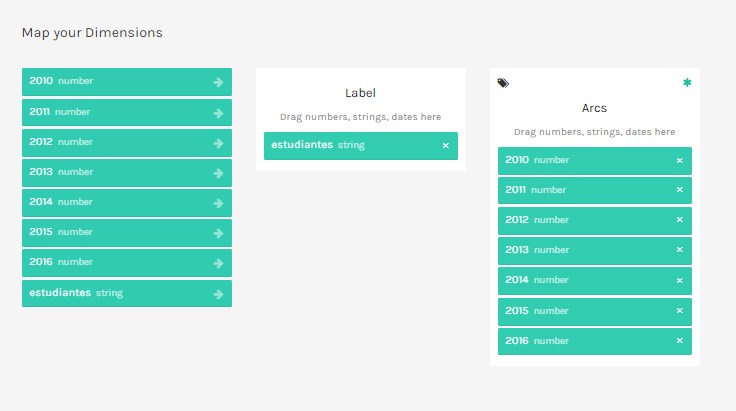 Map your Dimensions
2010 number
2011 number
2012 number
2013 number
2014 number
2015 number
2016 number
estudiantes string
Label
Drag numbers, strings, dates here
estudiantes string
Arcs
Drag numbers, strings, dates here
2010 number
2011 number
2012 number
2013 number
2014 number
2015 number
2016 number